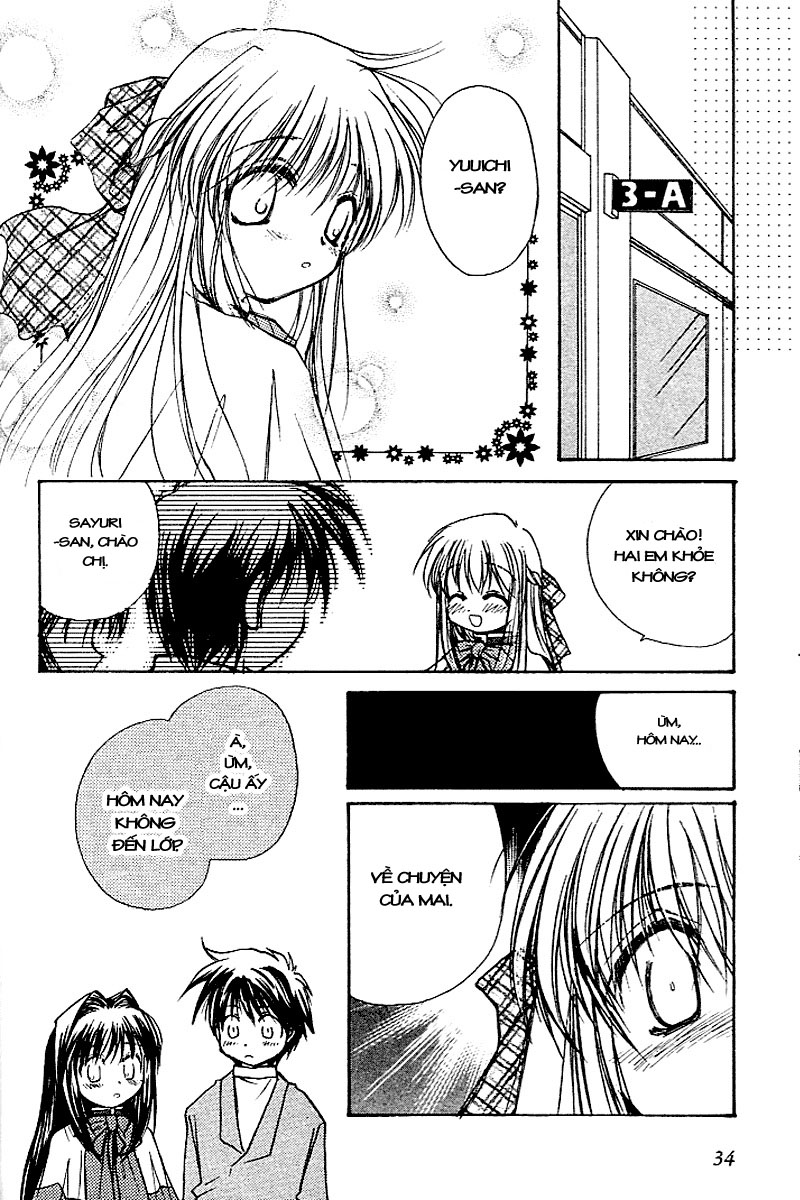 3-A
YUUICHI
-SAN?
XIN CHÀO!
HAI EM KHỎE
KHÔNG?
SAYURI
-SAN, CHÀO
CHỊ.
ỪM,
HÔM NAY...
VỀ CHUYỆN
CỦA MAI.
À,
ỪM,
CẬU ẤY
...
HÔM NAY
KHÔNG
ĐẾN LỚP?
34